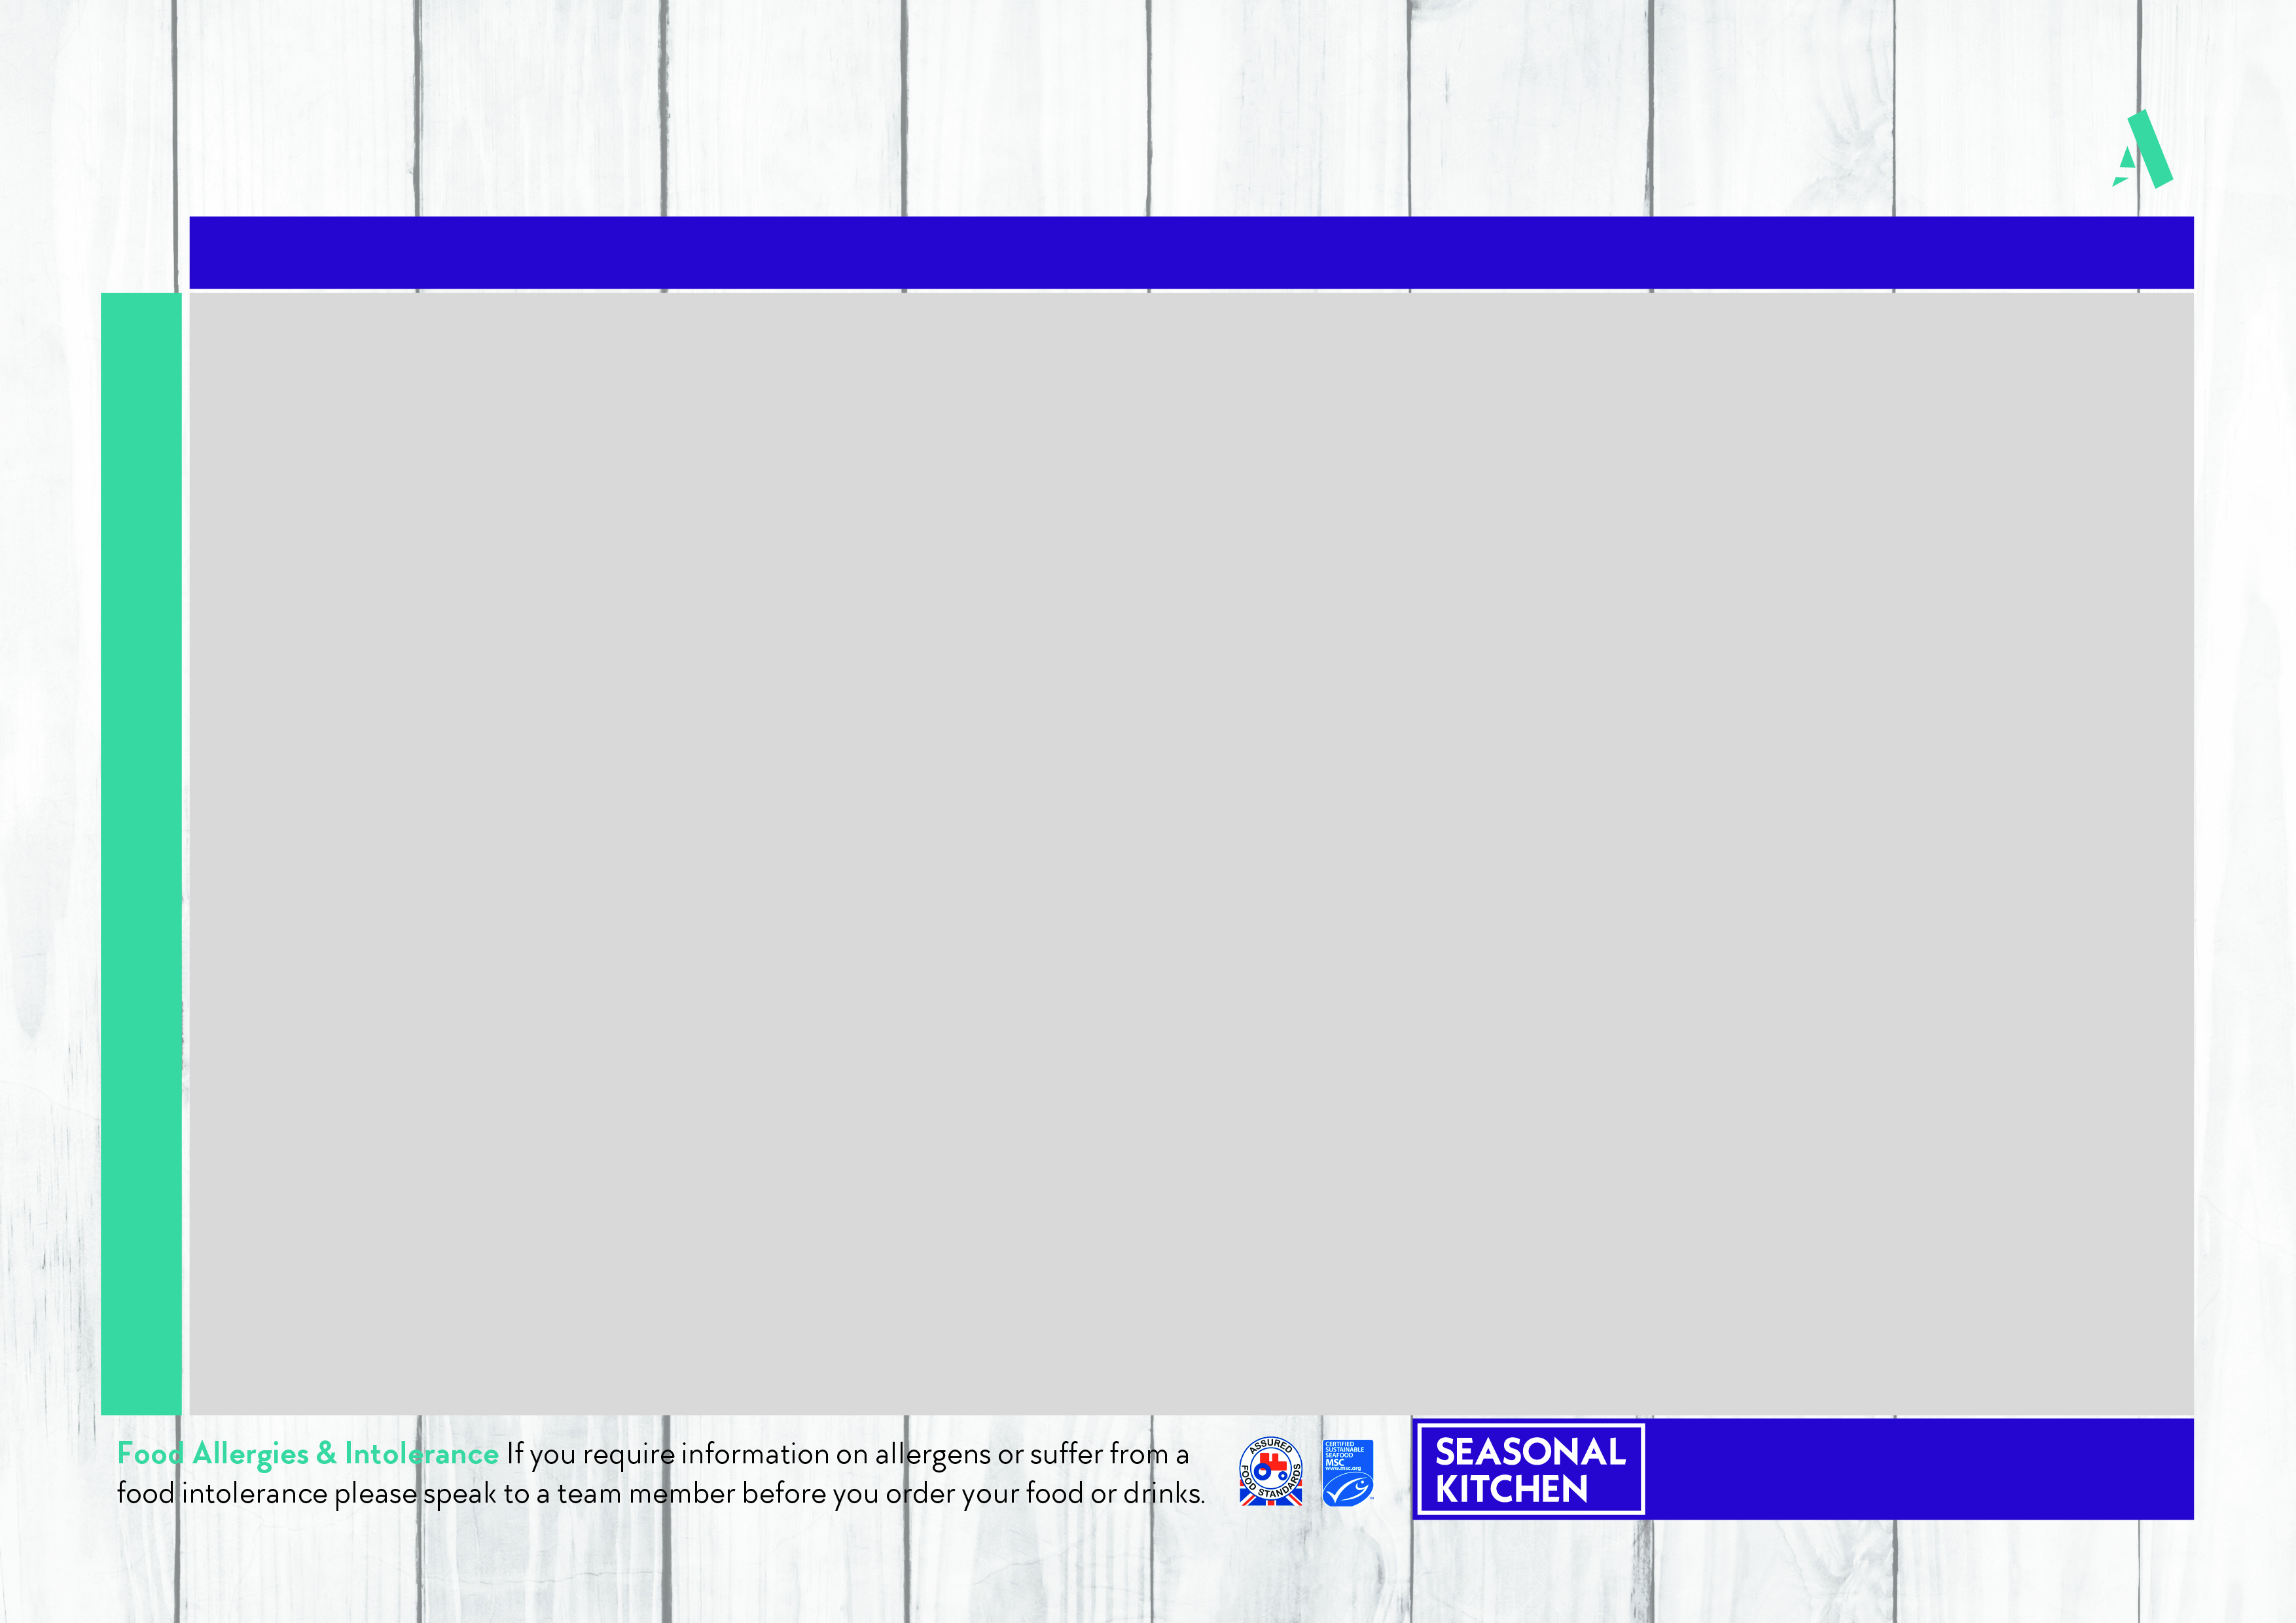 A
Food Allergies & Intolerance If you require information on allergens or suffer from a
food intolerance please speak to a team member before you order your food or drinks.
ASSURED
FOOD STANDARDS
CERTIFIED
SUSTAINABLE
SEAFOOD
MSC
www.msc.org
TM
SEASONAL
KITCHEN